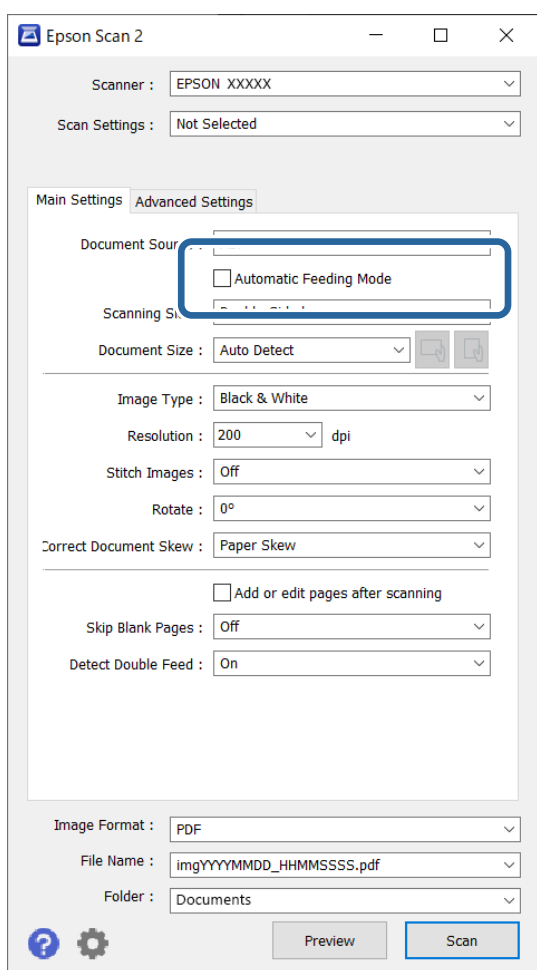 Epson Scan 2
Scanner : EPSON XXXXX
Scan Settings : Not Selected
Main Settings Advanced Settings
Document
Automatic Feeding Mode
Scanning
Document Size : Auto Detect
Image Type : Black & White
Resolution : 200 dpi
Stitch Images : Off
Rotate : 0°
Correct Document Skew : Paper Skew
Add or edit pages after scanning
Skip Blank Pages : Off
Detect Double Feed : On
Image Format : PDF
File Name : imgYYYYMMDD_HHMMSSSS.pdf
Folder : Documents
? Preview Scan